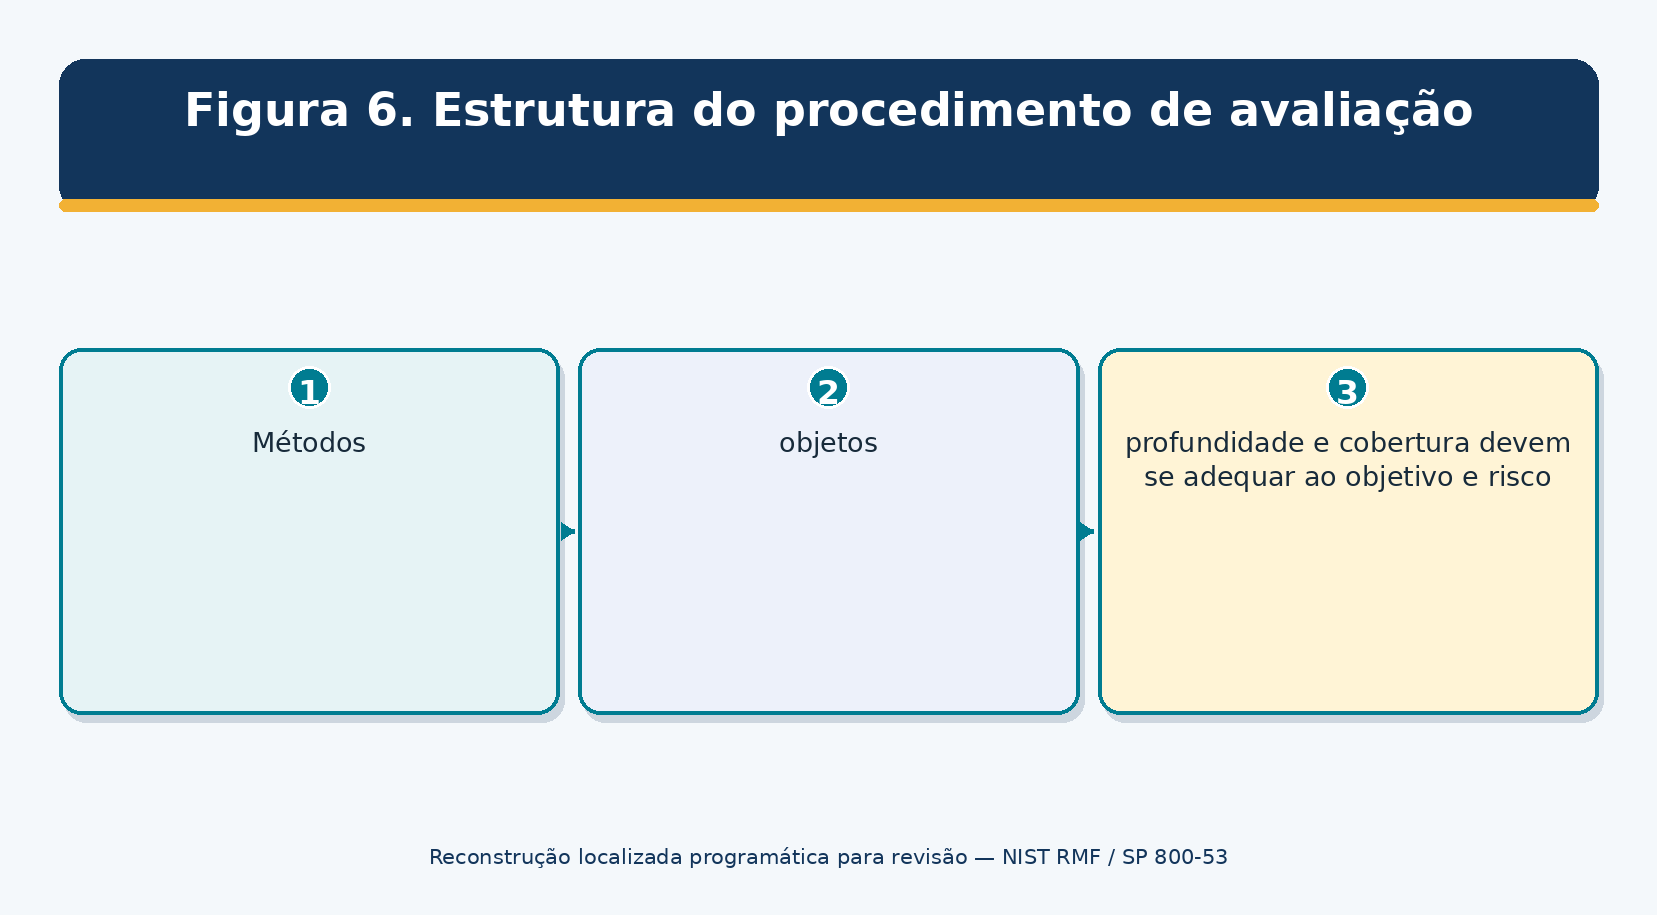 Figura 6. Estrutura do procedimento de avaliação
1
Métodos
2
objetos
3
profundidade e cobertura devem
se adequar ao objetivo e risco
Reconstrução localizada programática para revisão — NIST RMF / SP 800-53